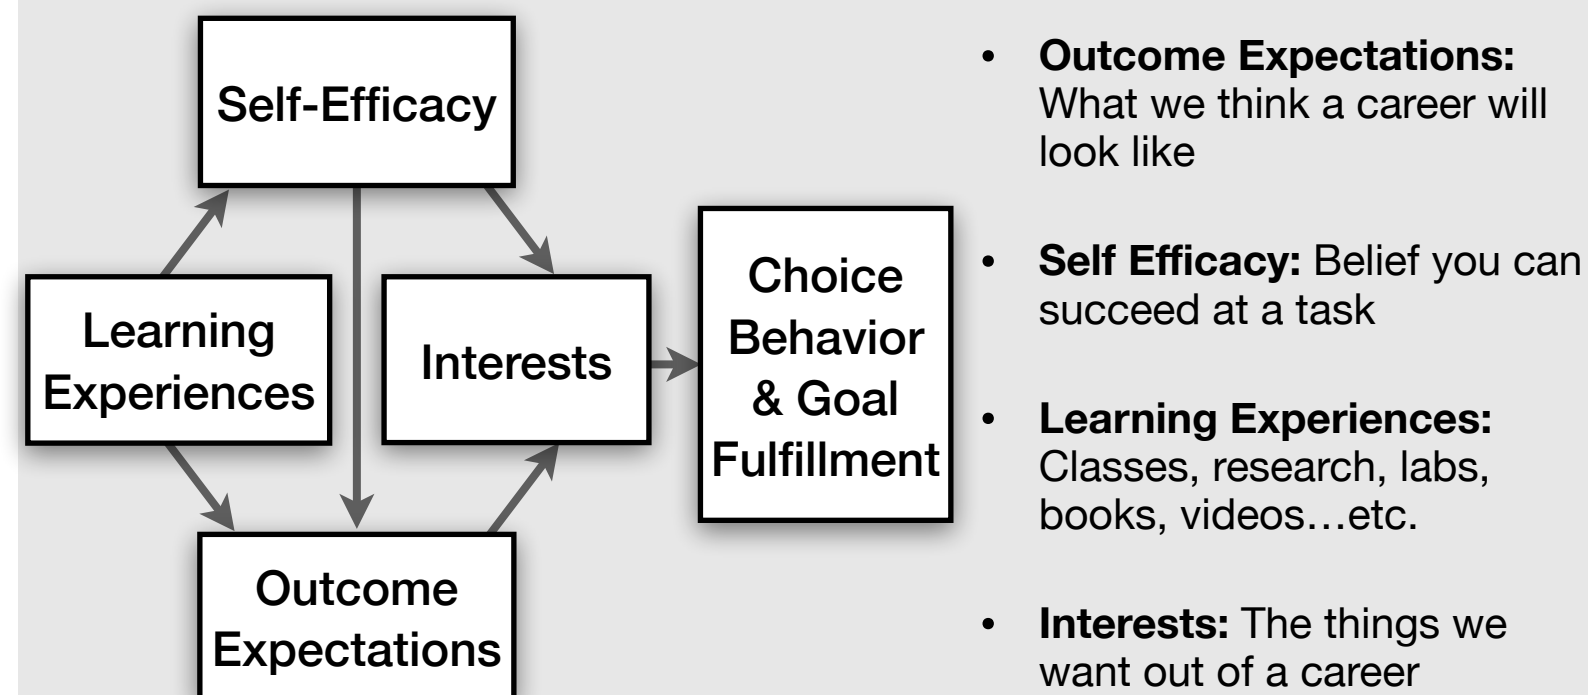 Self-Efficacy
Learning
Experiences
Interests
Choice
Behavior
& Goal
Fulfillment
Outcome
Expectations
• Outcome Expectations:
What we think a career will
look like
• Self Efficacy: Belief you can
succeed at a task
• Learning Experiences:
Classes, research, labs,
books, videos…etc.
• Interests: The things we
want out of a career